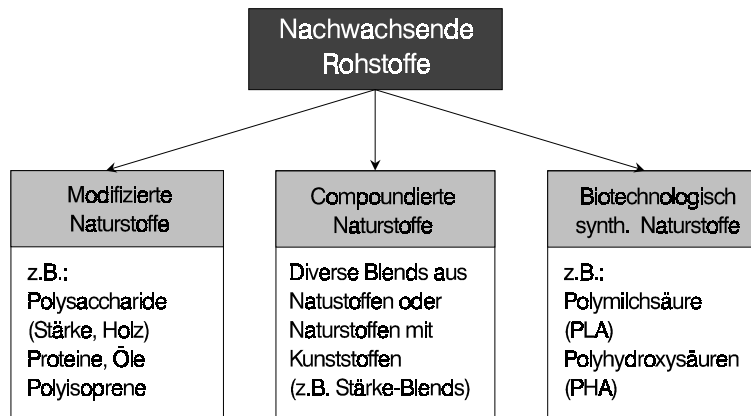 Nachwachsende
Rohstoffe
Modifizierte
Naturstoffe
z.B.:
Polysaccharide
(Stärke, Holz)
Proteine, Öle
Polyisoprene
Compoundierte
Naturstoffe
Diverse Blends aus
Natustoffen oder
Naturstoffen mit
Kunststoffen
(z.B. Stärke-Blends)
Biotechnologisch
synth. Naturstoffe
z.B.:
Polymilchsäure
(PLA)
Polyhydroxysäuren
(PHA)